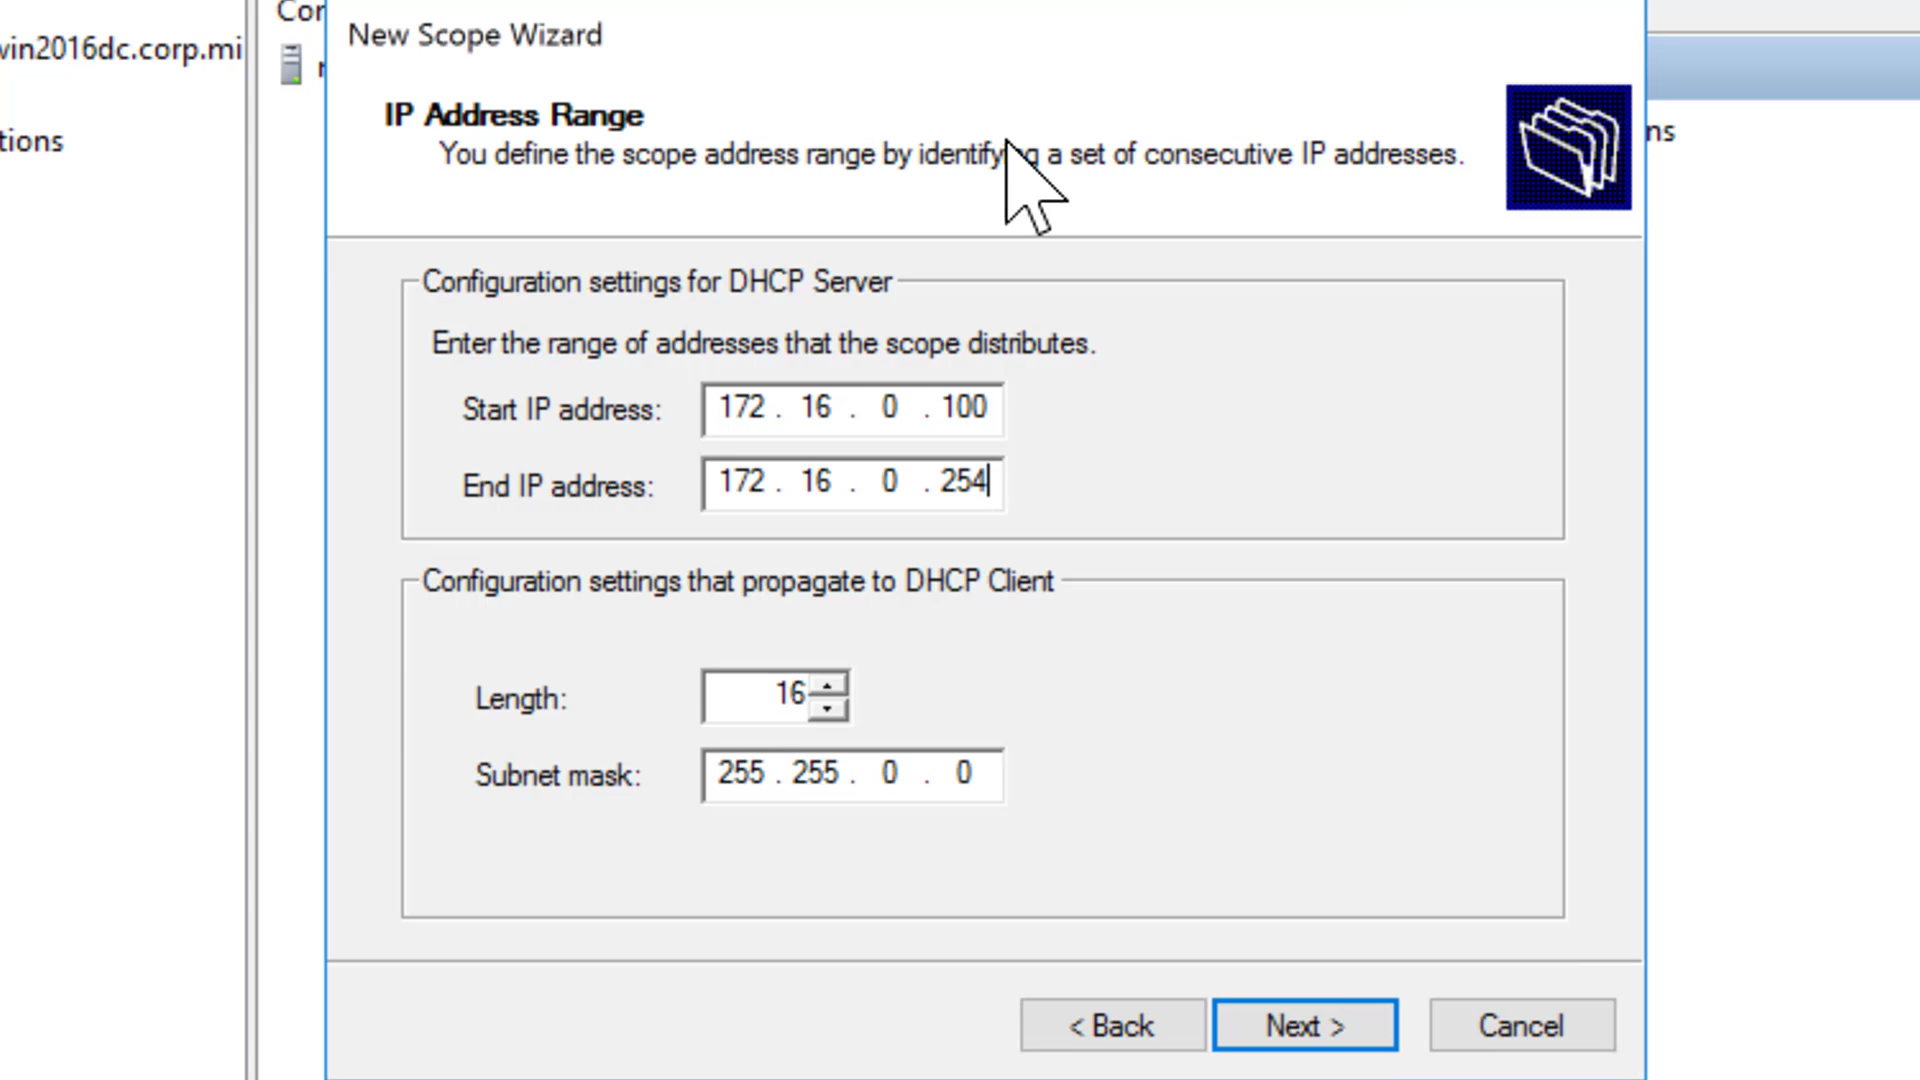 win2016dc.corp.mi
tions
New Scope Wizard
IP Address Range
You define the scope address range by identifying a set of consecutive IP addresses.
ns
Configuration settings for DHCP Server
Enter the range of addresses that the scope distributes.
Start IP address: 172 . 16 . 0 . 100
End IP address: 172 . 16 . 0 . 254
Configuration settings that propagate to DHCP Client
Length: 16
Subnet mask: 255 . 255 . 0 . 0
< Back Next > Cancel